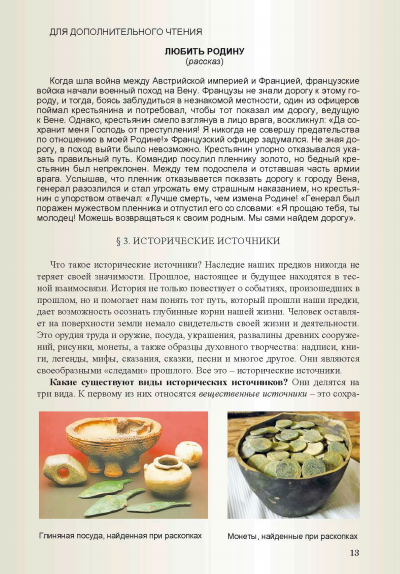 ДЛЯ ДОПОЛНИТЕЛЬНОГО ЧТЕНИЯ
ЛЮБИТЬ РОДИНУ
(рассказ)
Когда шла война между Австрийской империей и Францией, французские
войска начали военный поход на Вену. Французы не знали дорогу к этому го-
роду, и тогда, боясь заблудиться в незнакомой местности, один из офицеров
поймал крестьянина и потребовал, чтобы тот показал им дорогу, ведущую
к Вене. Однако, крестьянин смело взглянув в лицо врага, воскликнул: «Да со-
хранит меня Господь от преступления! Я никогда не совершу предательства
по отношению в моей Родине!» Французский офицер задумался. Не зная до-
рогу, в поход выйти было невозможно. Крестьянин упорно отказывался ука-
зать правильный путь. Командир посулил пленнику золото, но бедный кре-
стьянин был непреклонен. Между тем подоспела и отставшая часть армии
врага. Услышав, что пленник отказывается показать дорогу к городу Вена,
генерал разозлился и стал угрожать ему страшным наказанием, но кресть-
янин с упорством отвечал: «Лучше смерть, чем измена Родине! «Генерал был
поражен мужеством пленника и отпустил его со словами: «Я прощаю тебя, ты
молодец! Можешь возвращаться к своим родным. Мы сами найдем дорогу».
§ 3. ИСТОРИЧЕСКИЕ ИСТОЧНИКИ
Что такое исторические источники? Наследие наших предков никогда не
теряет своей значимости. Прошлое, настоящее и будущее находятся в тес-
ной взаимосвязи. История не только повествует о событиях, произошедших в
прошлом, но и помогает нам понять тот путь, который прошли наши предки,
дает возможность осознать глубинные корни нашей жизни. Человек оставля-
ет на поверхности земли немало свидетельств своей жизни и деятельности.
Это орудия труда и оружие, посуда, украшения, развалины древних сооруже-
ний, рисунки, монеты, а также образцы духовного творчества: надписи, кни-
ги, легенды, мифы, сказания, сказки, песни и многое другое. Они являются
своеобразными «следами» прошлого. Все это – исторические источники.
Какие существуют виды исторических источников? Они делятся на
три вида. К первому из них относятся вещественные источники – это сохра-
Глиняная посуда, найденная при раскопках
Монеты, найденные при раскопках
13